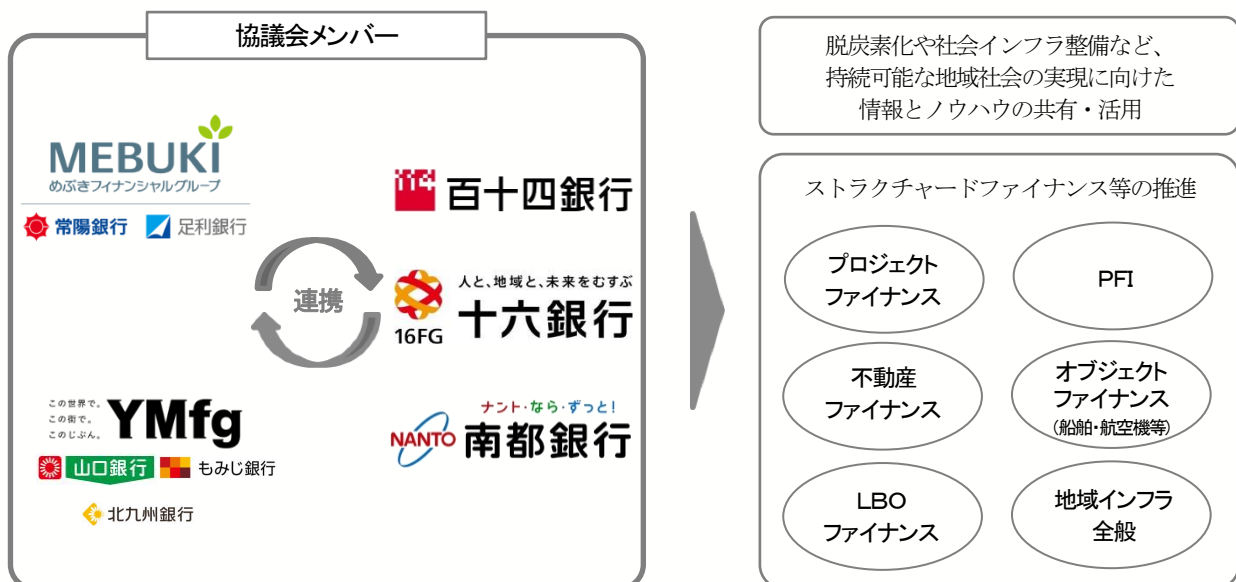 協議会メンバー
MEBUKI
めぶきフィナンシャルグループ
常陽銀行
足利銀行
百十四銀行
連携
人と、地域と、未来をむすぶ
十六銀行
16FG
この世界で。
この街で。
このじぶん。
YMfg
山口銀行
もみじ銀行
北九州銀行
ナント・なら・ずっと!
NANTO
南都銀行
脱炭素化や社会インフラ整備など、
持続可能な地域社会の実現に向けた
情報とノウハウの共有・活用
ストラクチャードファイナンス等の推進
プロジェクト
ファイナンス
PFI
不動産
ファイナンス
オブジェクト
ファイナンス
(船舶・航空機等)
LBO
ファイナンス
地域インフラ
全般